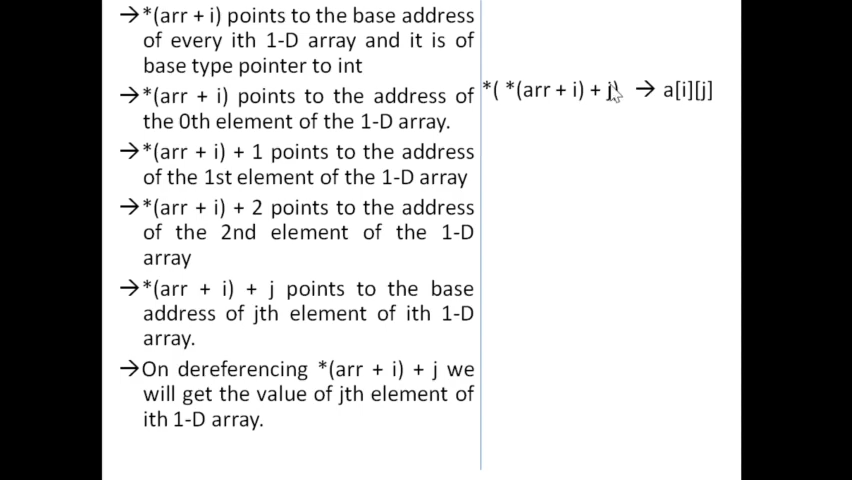 →*(arr + i) points to the base address
of every ith 1-D array and it is of
base type pointer to int
→*(arr + i) points to the address of
the 0th element of the 1-D array.
→*(arr + i) + 1 points to the address
of the 1st element of the 1-D array
→*(arr + i) + 2 points to the address
of the 2nd element of the 1-D
array
→*(arr + i) + j points to the base
address of jth element of ith 1-D
array.
→On dereferencing *(arr + i) + j we
will get the value of jth element of
ith 1-D array.
*( *(arr + i) + j) → a[i][j]